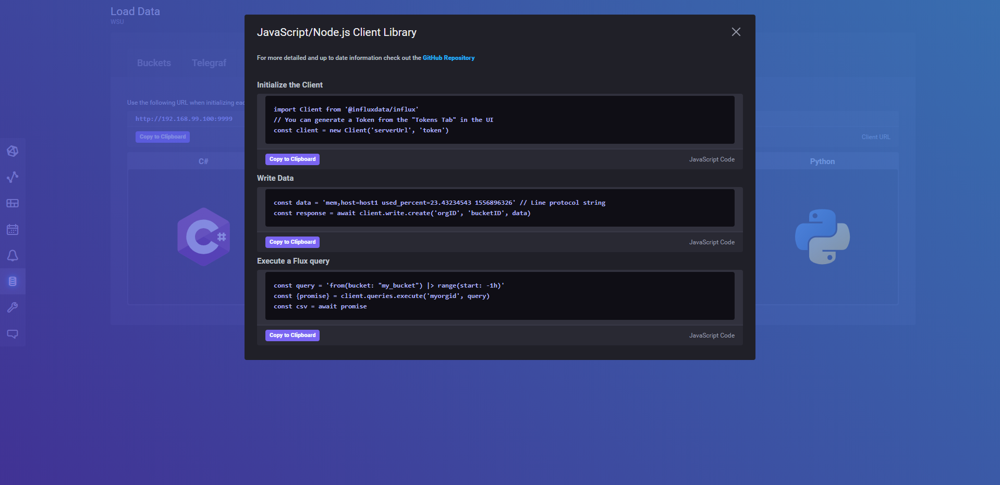 Load Data
WSU
Buckets
Telegraf
Use the following URL when initializing eac
http://192.168.99.100:9999
Copy to Clipboard
Client URL
C#
Python
JavaScript/Node.js Client Library
For more detailed and up to date information check out the GitHub Repository
Initialize the Client
import Client from '@influxdata/influx'
// You can generate a Token from the "Tokens Tab" in the UI
const client = new Client('serverUrl', 'token')
Copy to Clipboard
JavaScript Code
Write Data
const data = 'mem,host=host1 used_percent=23.43234543 1556896326' // Line protocol string
const response = await client.write.create('orgID', 'bucketID', data)
Copy to Clipboard
JavaScript Code
Execute a Flux query
const query = 'from(bucket: "my_bucket") |> range(start: -1h)'
const {promise} = client.queries.execute('myorgid', query)
const csv = await promise
Copy to Clipboard
JavaScript Code